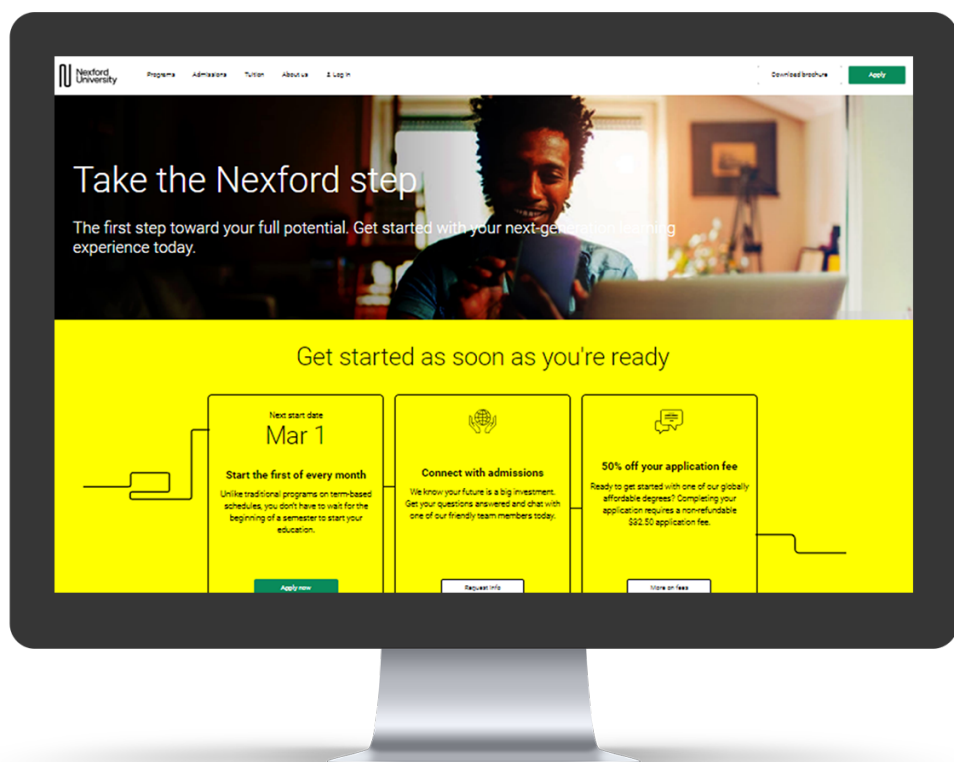 Nexford
University
Programs Admissions Tuition About us Log in
Download brochure
Apply
Take the Nexford step
The first step toward your full potential. Get started with your next-generation learning
experience today.
Get started as soon as you're ready
Next start date
Mar 1
Start the first of every month
Unlike traditional programs on term-based
schedules, you don't have to wait for the
beginning of a semester to start your
education.
Apply now
Connect with admissions
We know your future is a big investment.
Get your questions answered and chat with
one of our friendly team members today.
Request info
50% off your application fee
Ready to get started with one of our globally
affordable degrees? Completing your
application requires a non-refundable
$32.50 application fee.
More on fees